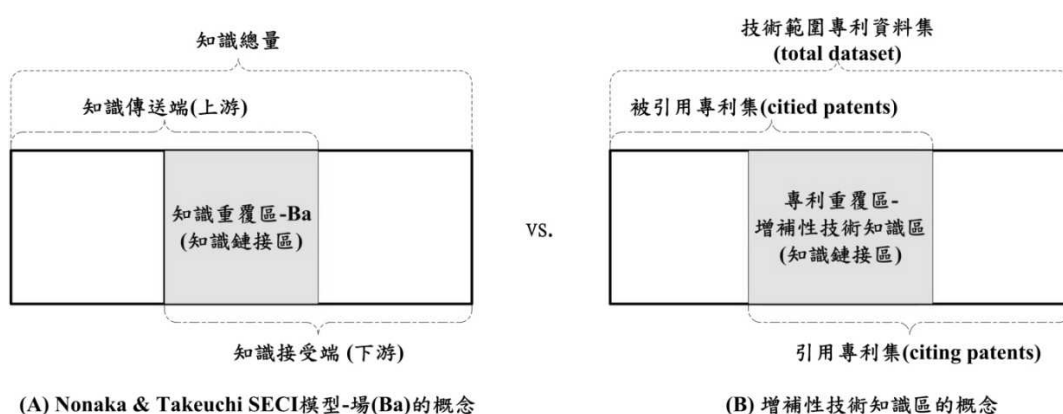 知識總量
知識傳送端(上游)
知識重覆區-Ba
(知識鏈接區)
知識接受端 (下游)
(A) Nonaka & Takeuchi SECI模型-場(Ba)的概念
vs.
技術範圍專利資料集
(total dataset)
被引用專利集(citied patents)
專利重覆區-
增補性技術知識區
(知識鏈接區)
引用專利集(citing patents)
(B) 增補性技術知識區的概念